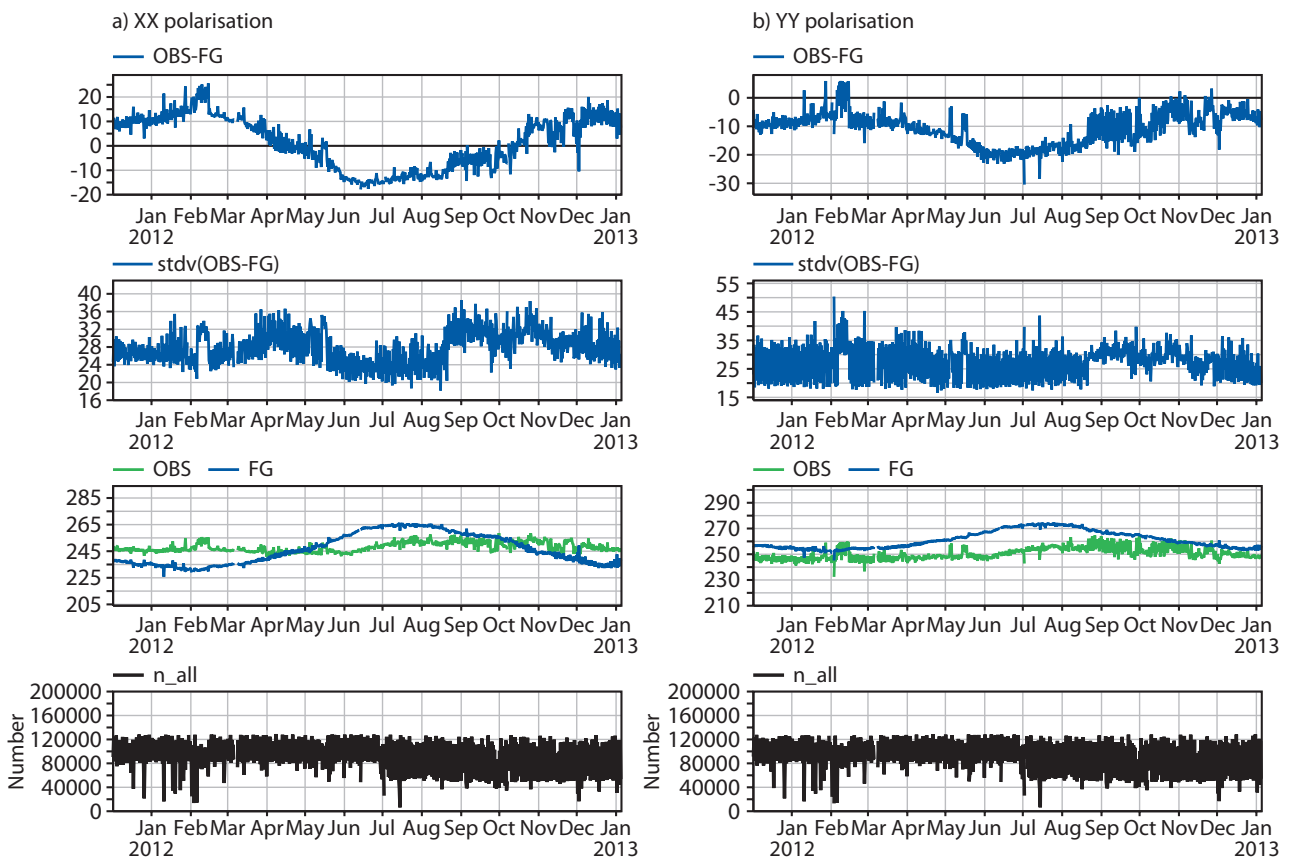 a) XX polarisation
OBS-FG
20
10
0
-10
-20
Jan Feb Mar Apr May Jun Jul Aug Sep Oct Nov Dec Jan
2012 2013
stdv(OBS-FG)
40
36
32
28
24
20
16
Jan Feb Mar Apr May Jun Jul Aug Sep Oct Nov Dec Jan
2012 2013
OBS FG
285
265
245
225
205
Jan Feb Mar Apr May Jun Jul Aug Sep Oct Nov Dec Jan
2012 2013
n_all
Number
200000
160000
120000
80000
40000
0
Jan Feb Mar Apr May Jun Jul Aug Sep Oct Nov Dec Jan
2012 2013
b) YY polarisation
OBS-FG
0
-10
-20
-30
Jan Feb Mar Apr May Jun Jul Aug Sep Oct Nov Dec Jan
2012 2013
stdv(OBS-FG)
55
45
35
25
15
Jan Feb Mar Apr May Jun Jul Aug Sep Oct Nov Dec Jan
2012 2013
OBS FG
290
270
250
230
210
Jan Feb Mar Apr May Jun Jul Aug Sep Oct Nov Dec Jan
2012 2013
n_all
Number
200000
160000
120000
80000
40000
0
Jan Feb Mar Apr May Jun Jul Aug Sep Oct Nov Dec Jan
2012 2013